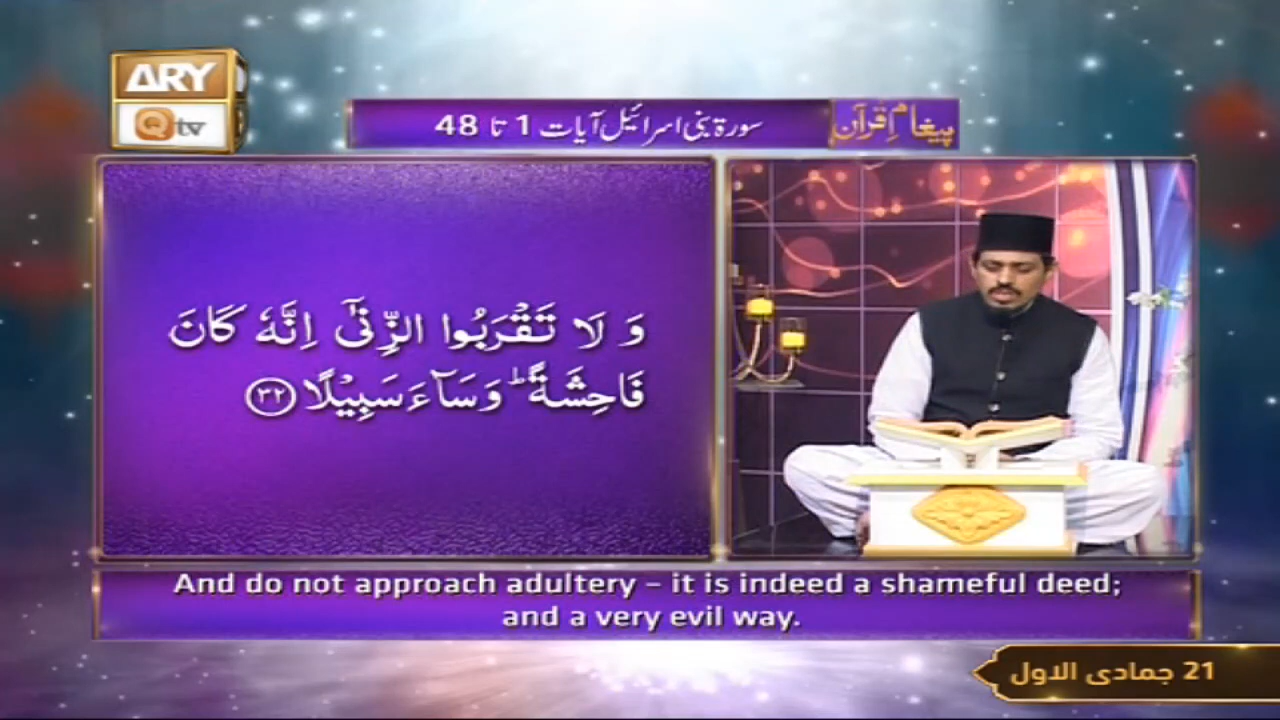 ARY
Qtv
پیغام قرآن
سورۃ بنی اسرائیل آیات 1 تا 48
وَ لَا تَقْرَبُوا الزِّنٰۤی اِنَّهٗ كَانَ
فَاحِشَةًؕ وَسَآءَ سَبِیْلًا ﴿۳۲﴾
And do not approach adultery – it is indeed a shameful deed;
and a very evil way.
21 جمادی الاول